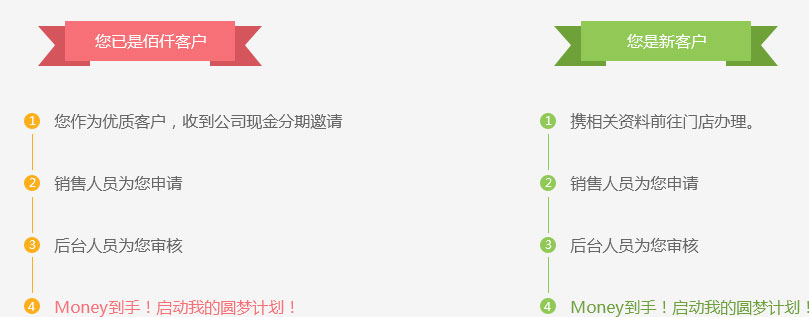 您已是佰仟客户
1 您作为优质客户，收到公司现金分期邀请
2 销售人员为您申请
3 后台人员为您审核
4 Money到手！启动我的圆梦计划！
您是新客户
1 携相关资料前往门店办理。
2 销售人员为您申请
3 后台人员为您审核
4 Money到手！启动我的圆梦计划！